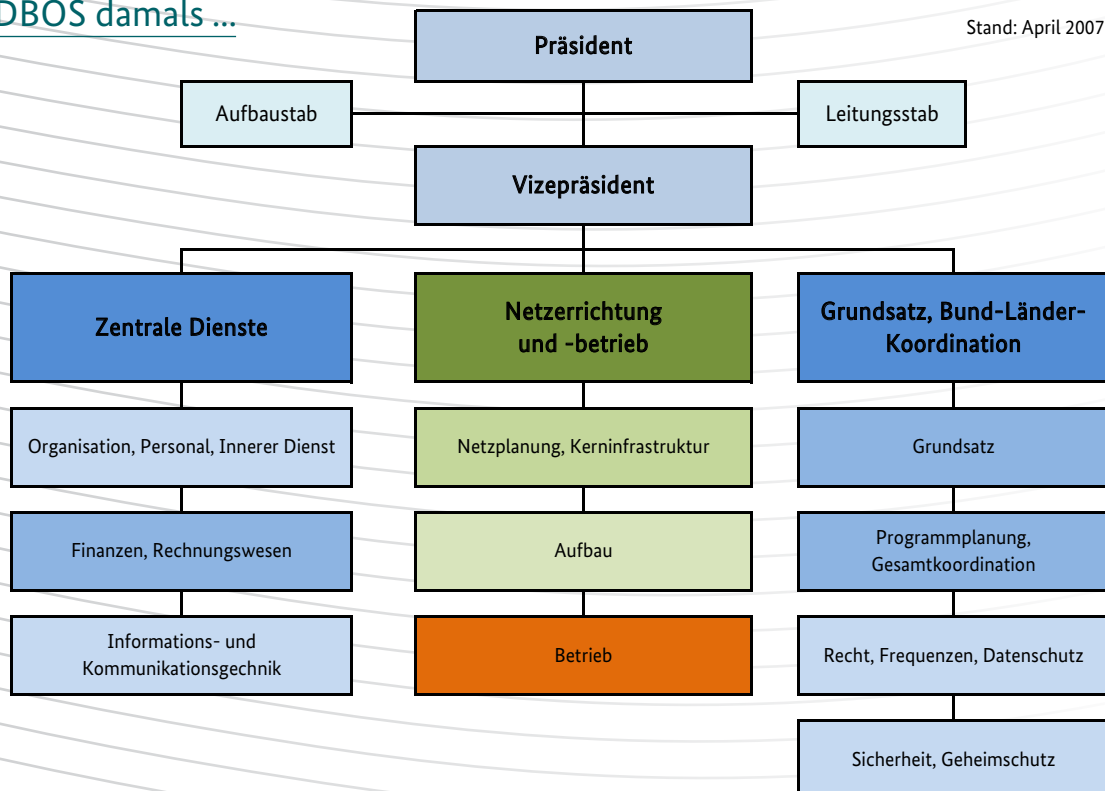 DBOS damals ...
Stand: April 2007
Präsident
Aufbaustab
Leitungsstab
Vizepräsident
Zentrale Dienste
Netzerrichtung
und -betrieb
Grundsatz, Bund-Länder-
Koordination
Organisation, Personal, Innerer Dienst
Netzplanung, Kerninfrastruktur
Grundsatz
Finanzen, Rechnungswesen
Aufbau
Programmplanung,
Gesamtkoordination
Informations- und
Kommunikationsgechnik
Betrieb
Recht, Frequenzen, Datenschutz
Sicherheit, Geheimschutz